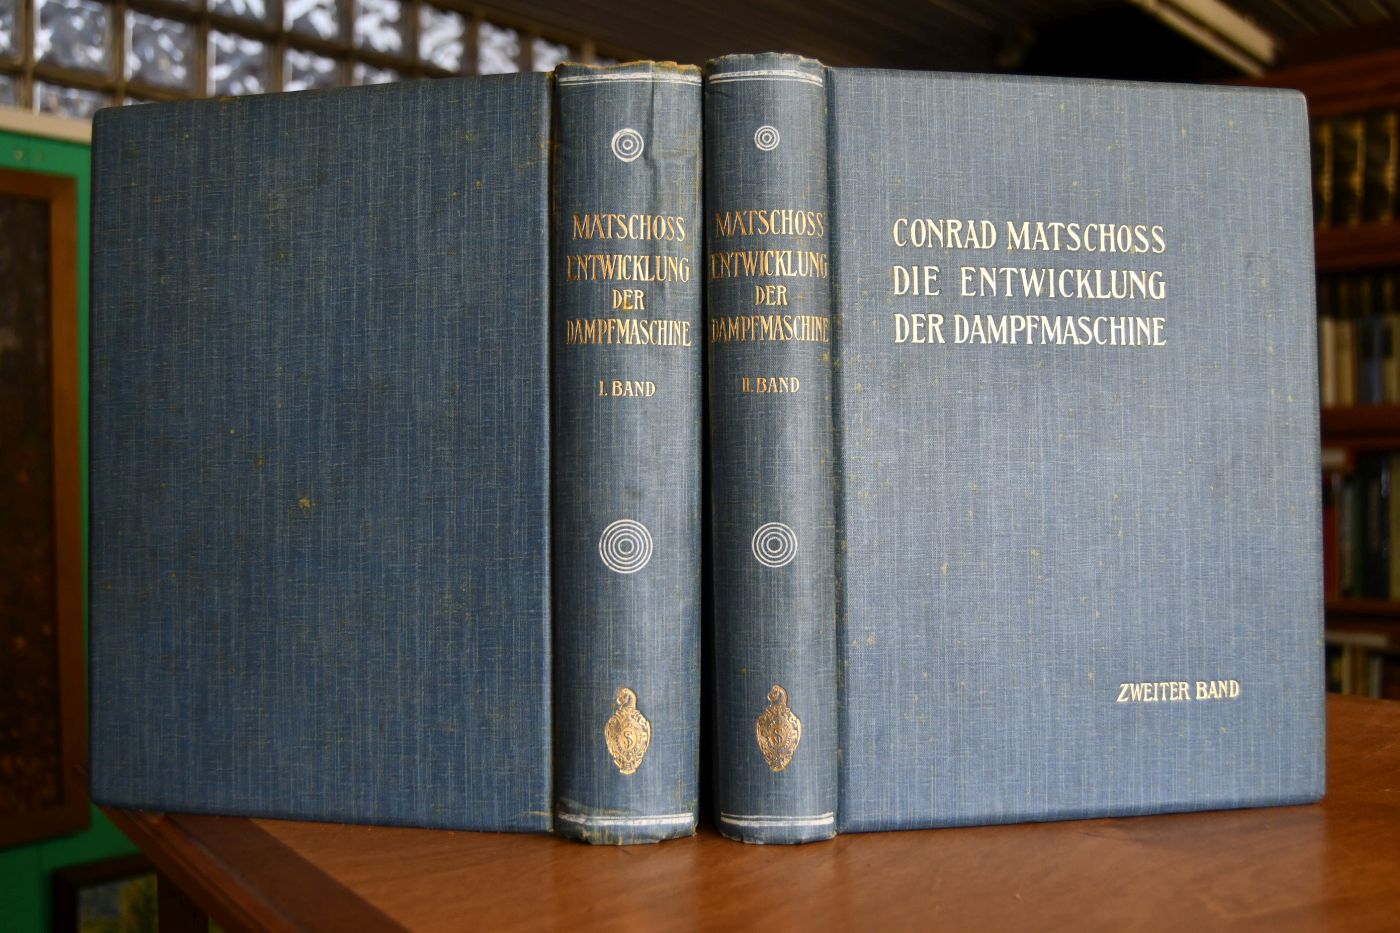 MATSCHOSS
ENTWICKLUNG
DER
DAMPFMASCHINE
I. BAND
MATSCHOSS
ENTWICKLUNG
DER
DAMPFMASCHINE
II. BAND
CONRAD MATSCHOSS
DIE ENTWICKLUNG
DER DAMPFMASCHINE
ZWEITER BAND